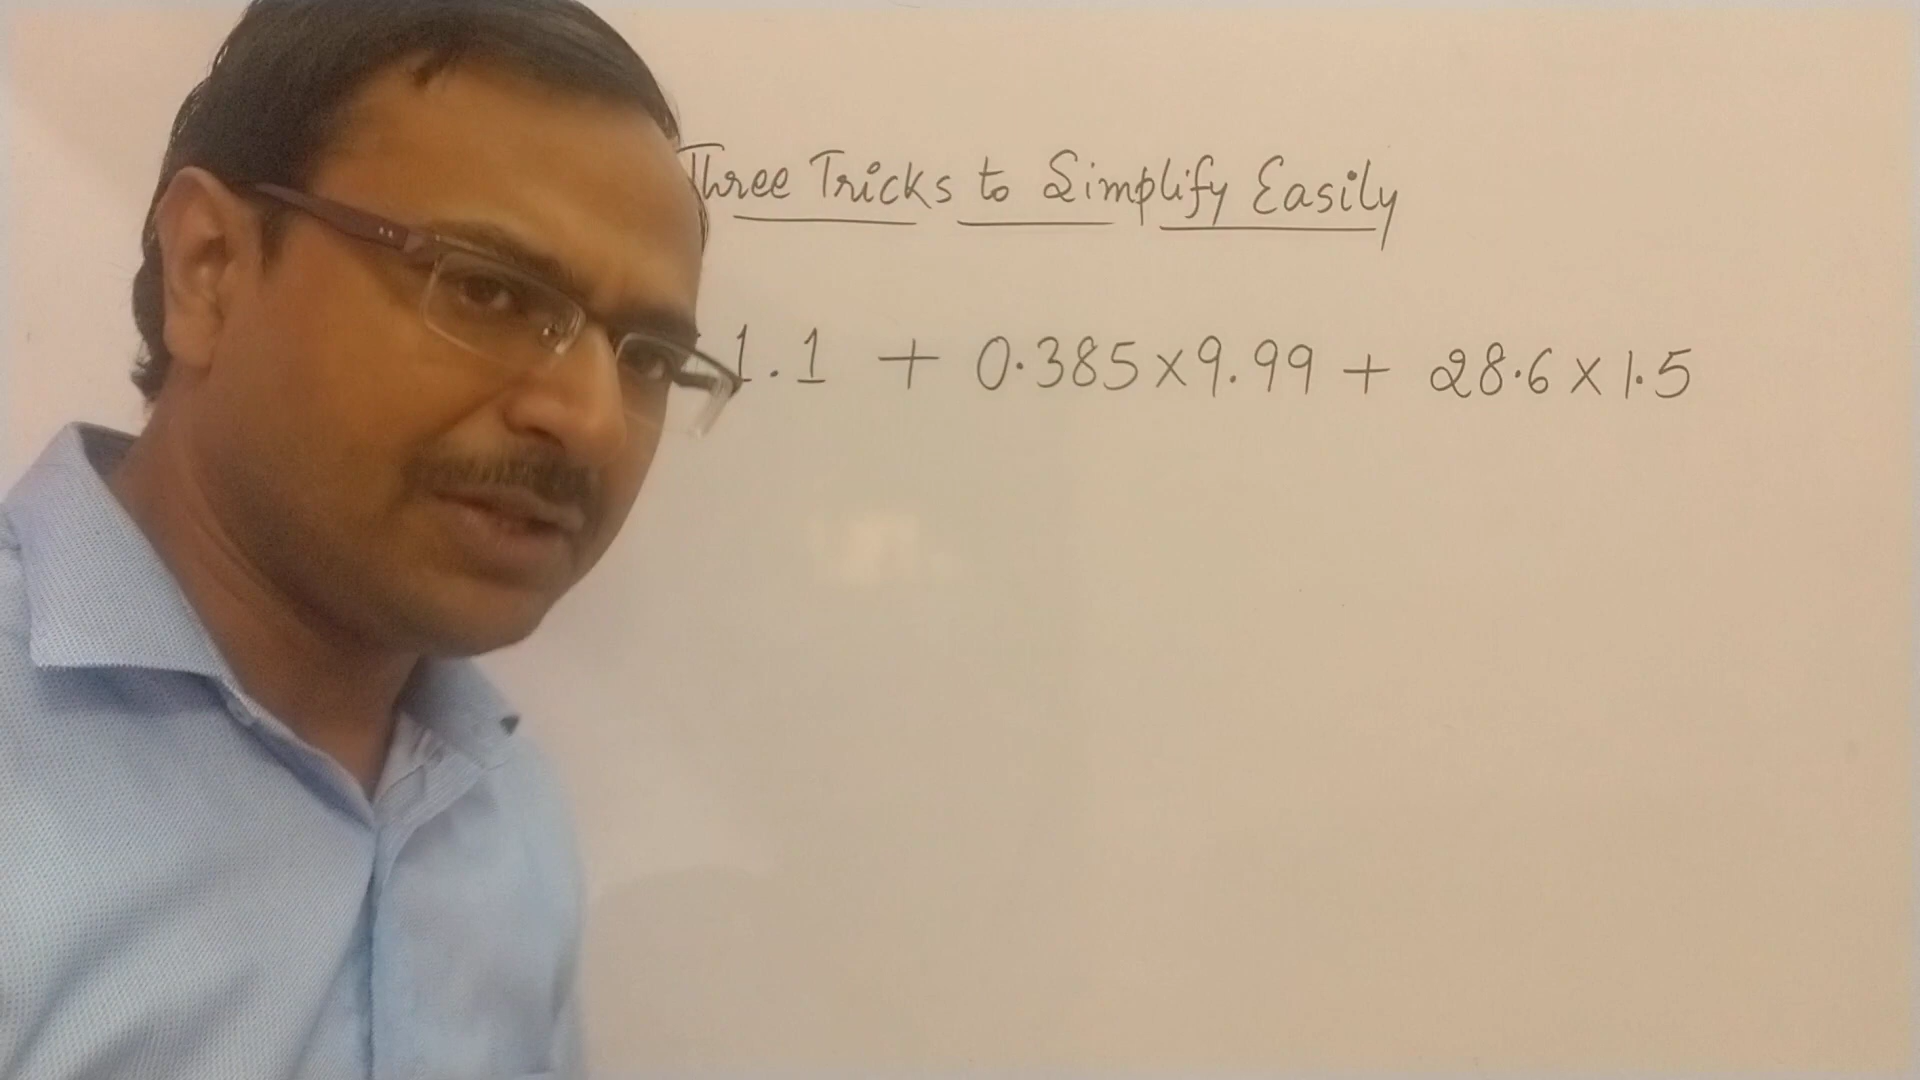 Three Tricks to Simplify Easily
1.1 + 0.385×9.99 + 28.6×1.5